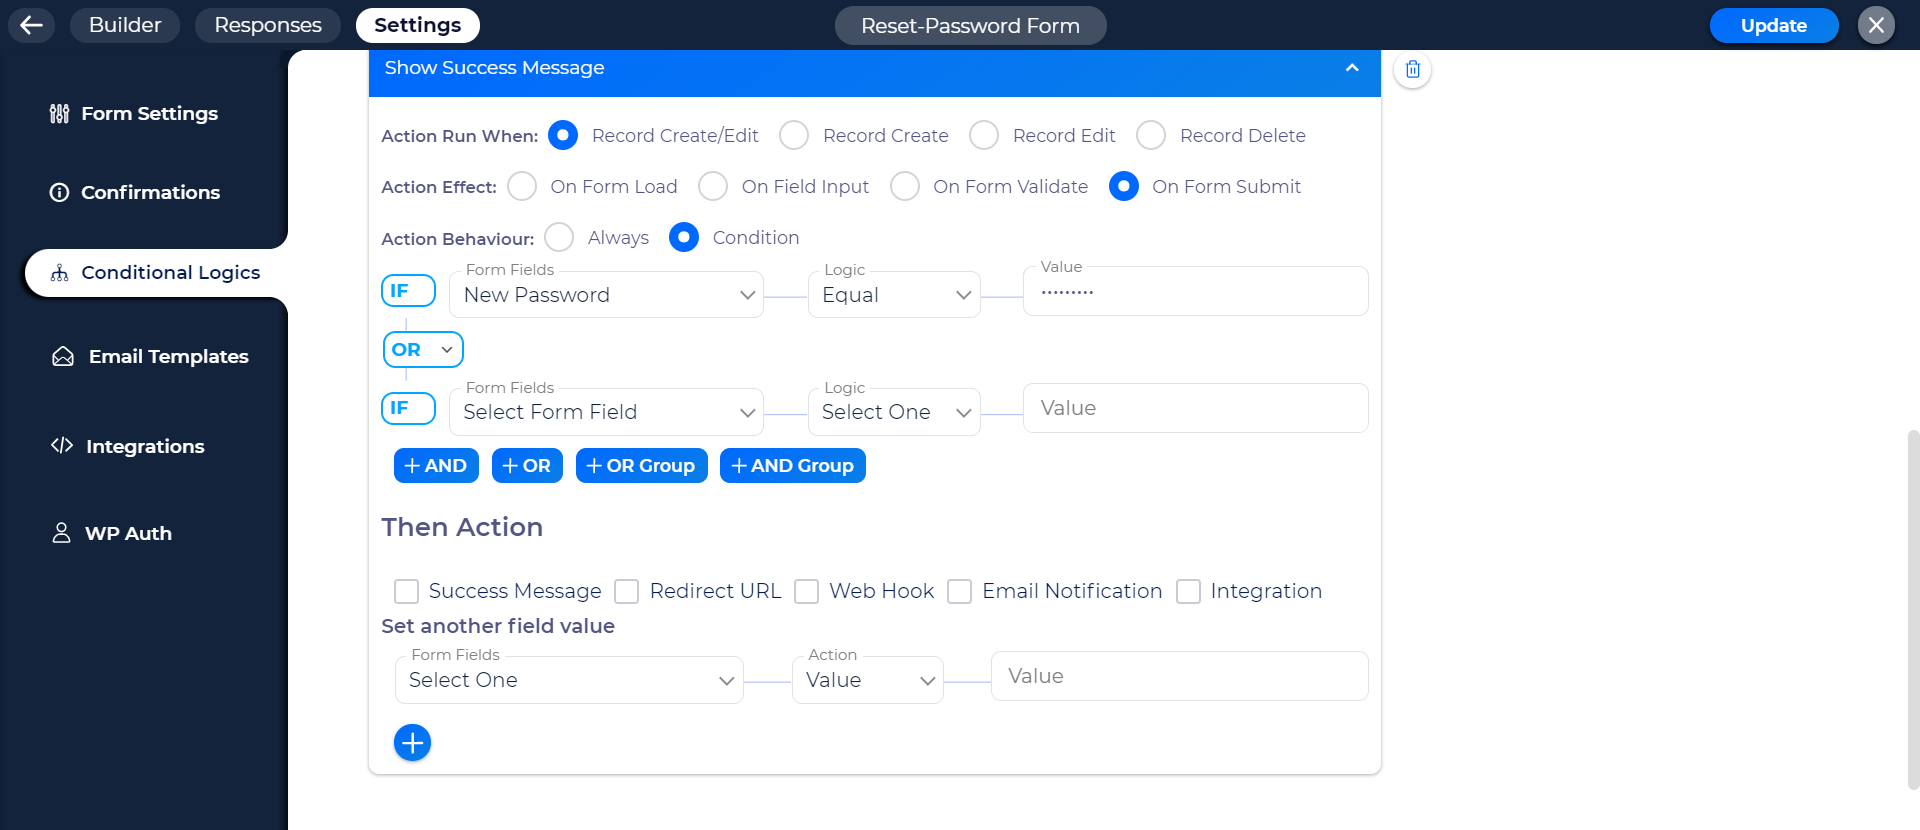 Builder
Responses
Settings
Reset-Password Form
Update
Form Settings
Confirmations
Conditional Logics
Email Templates
Integrations
WP Auth
Show Success Message
Action Run When: Record Create/Edit Record Create Record Edit Record Delete
Action Effect: On Form Load On Field Input On Form Validate On Form Submit
Action Behaviour: Always Condition
Form Fields Logic Value
IF New Password Equal ·········
OR
Form Fields Logic
IF Select Form Field Select One Value
+ AND + OR + OR Group + AND Group
Then Action
Success Message Redirect URL Web Hook Email Notification Integration
Set another field value
Form Fields Action
Select One Value Value